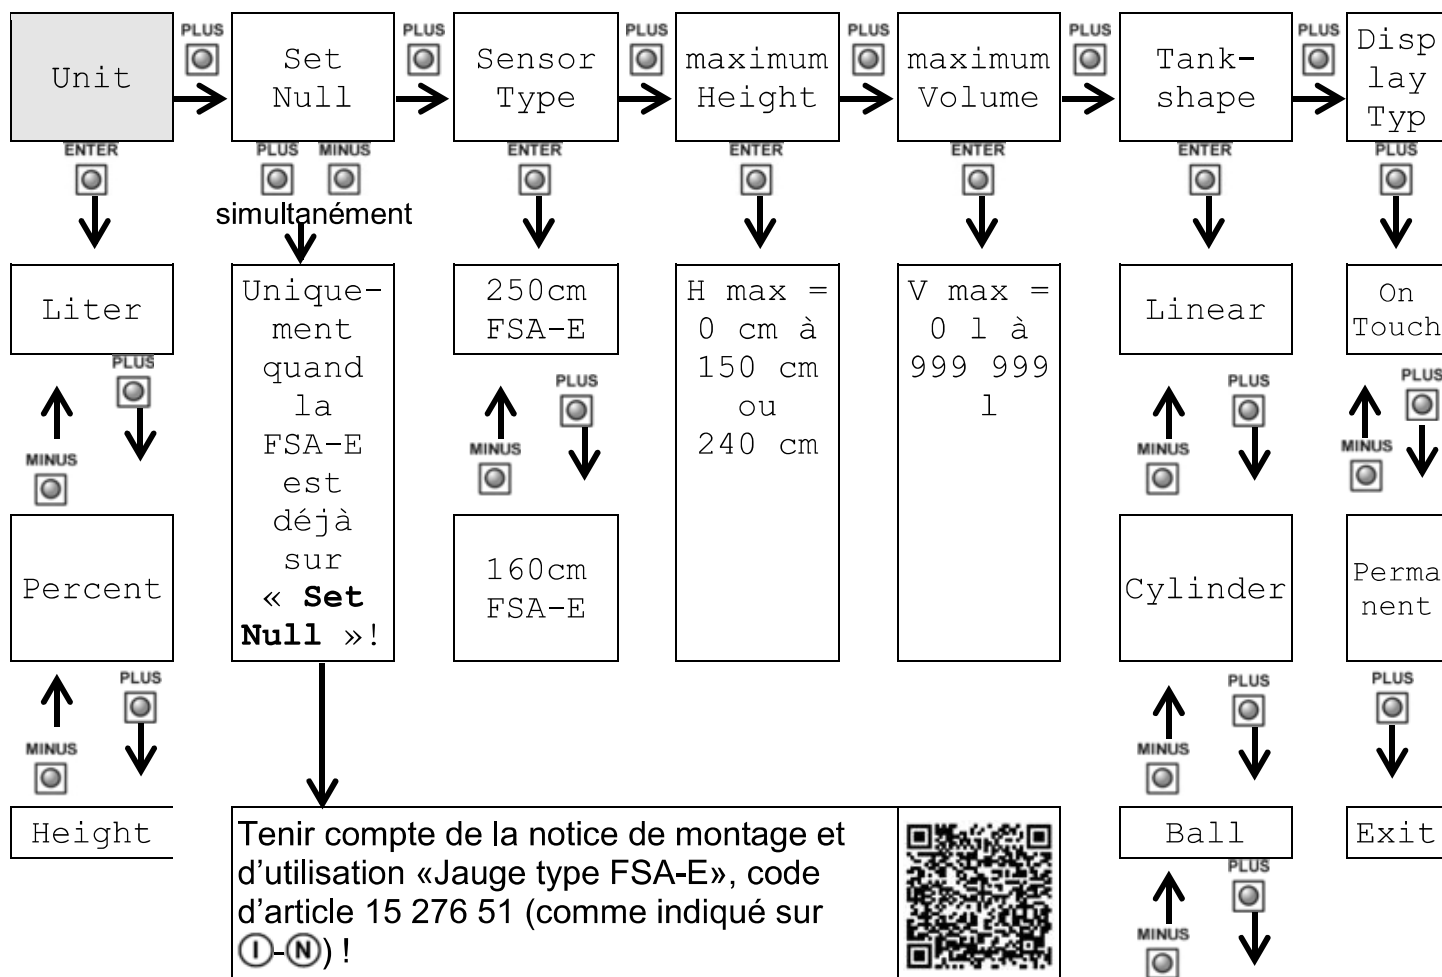 PLUS PLUS PLUS PLUS PLUS PLUS
Unit
Set
Null
Sensor
Type
maximum
Height
maximum
Volume
Tank-
shape
Disp
lay
Typ
ENTER PLUS MINUS ENTER ENTER ENTER ENTER PLUS
simultanément
Liter
Unique-
ment
quand
la
FSA-E
est
déjà
sur
« Set
Null »!
250cm
FSA-E
H max =
0 cm à
150 cm
ou
240 cm
V max =
0 l à
999 999
l
Linear
On
Touch
PLUS
MINUS
PLUS
MINUS
PLUS
MINUS
PLUS
MINUS
Percent
160cm
FSA-E
Cylinder
Perma
nent
PLUS
MINUS
PLUS
MINUS
PLUS
Height
Tenir compte de la notice de montage et
d'utilisation «Jauge type FSA-E», code
d'article 15 276 51 (comme indiqué sur
Ⓘ-Ⓝ) !
Ball
Exit
PLUS
MINUS